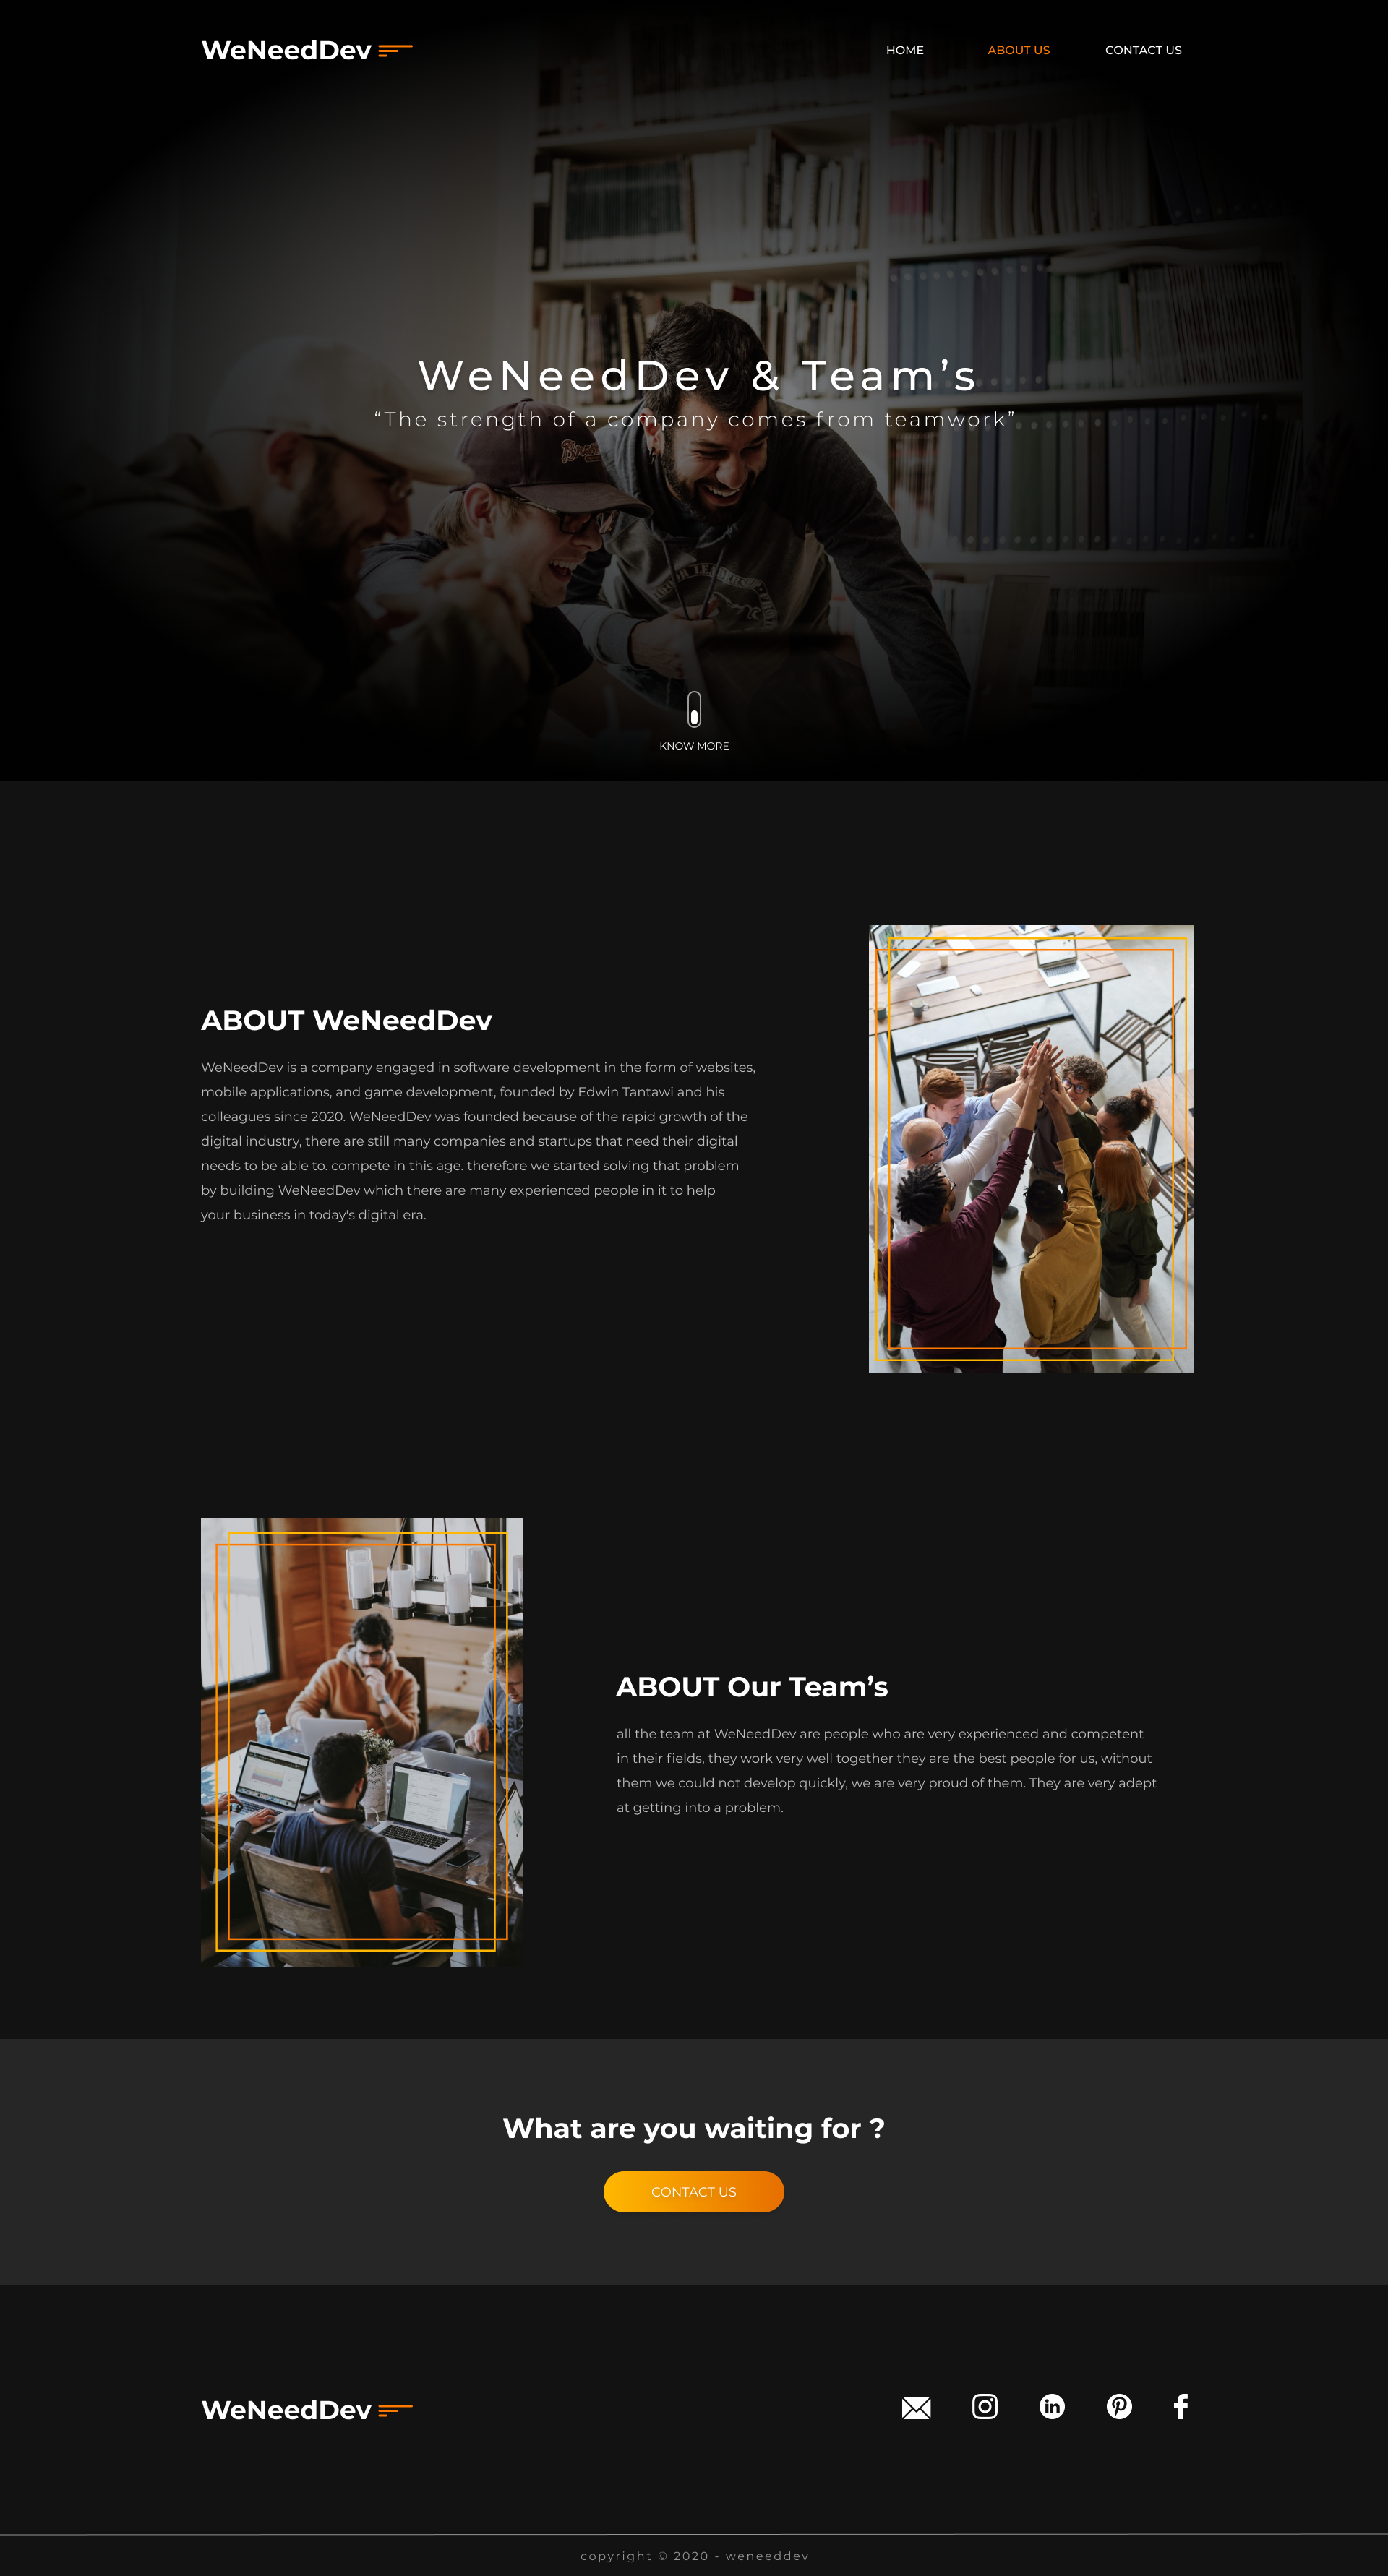 WeNeedDev
HOME ABOUT US CONTACT US
WeNeedDev & Team’s
“The strength of a company comes from teamwork”
KNOW MORE
ABOUT WeNeedDev
WeNeedDev is a company engaged in software development in the form of websites,
mobile applications, and game development, founded by Edwin Tantawi and his
colleagues since 2020. WeNeedDev was founded because of the rapid growth of the
digital industry, there are still many companies and startups that need their digital
needs to be able to. compete in this age. therefore we started solving that problem
by building WeNeedDev which there are many experienced people in it to help
your business in today's digital era.
ABOUT Our Team’s
all the team at WeNeedDev are people who are very experienced and competent
in their fields, they work very well together they are the best people for us, without
them we could not develop quickly, we are very proud of them. They are very adept
at getting into a problem.
What are you waiting for ?
CONTACT US
WeNeedDev
copyright © 2020 - weneeddev